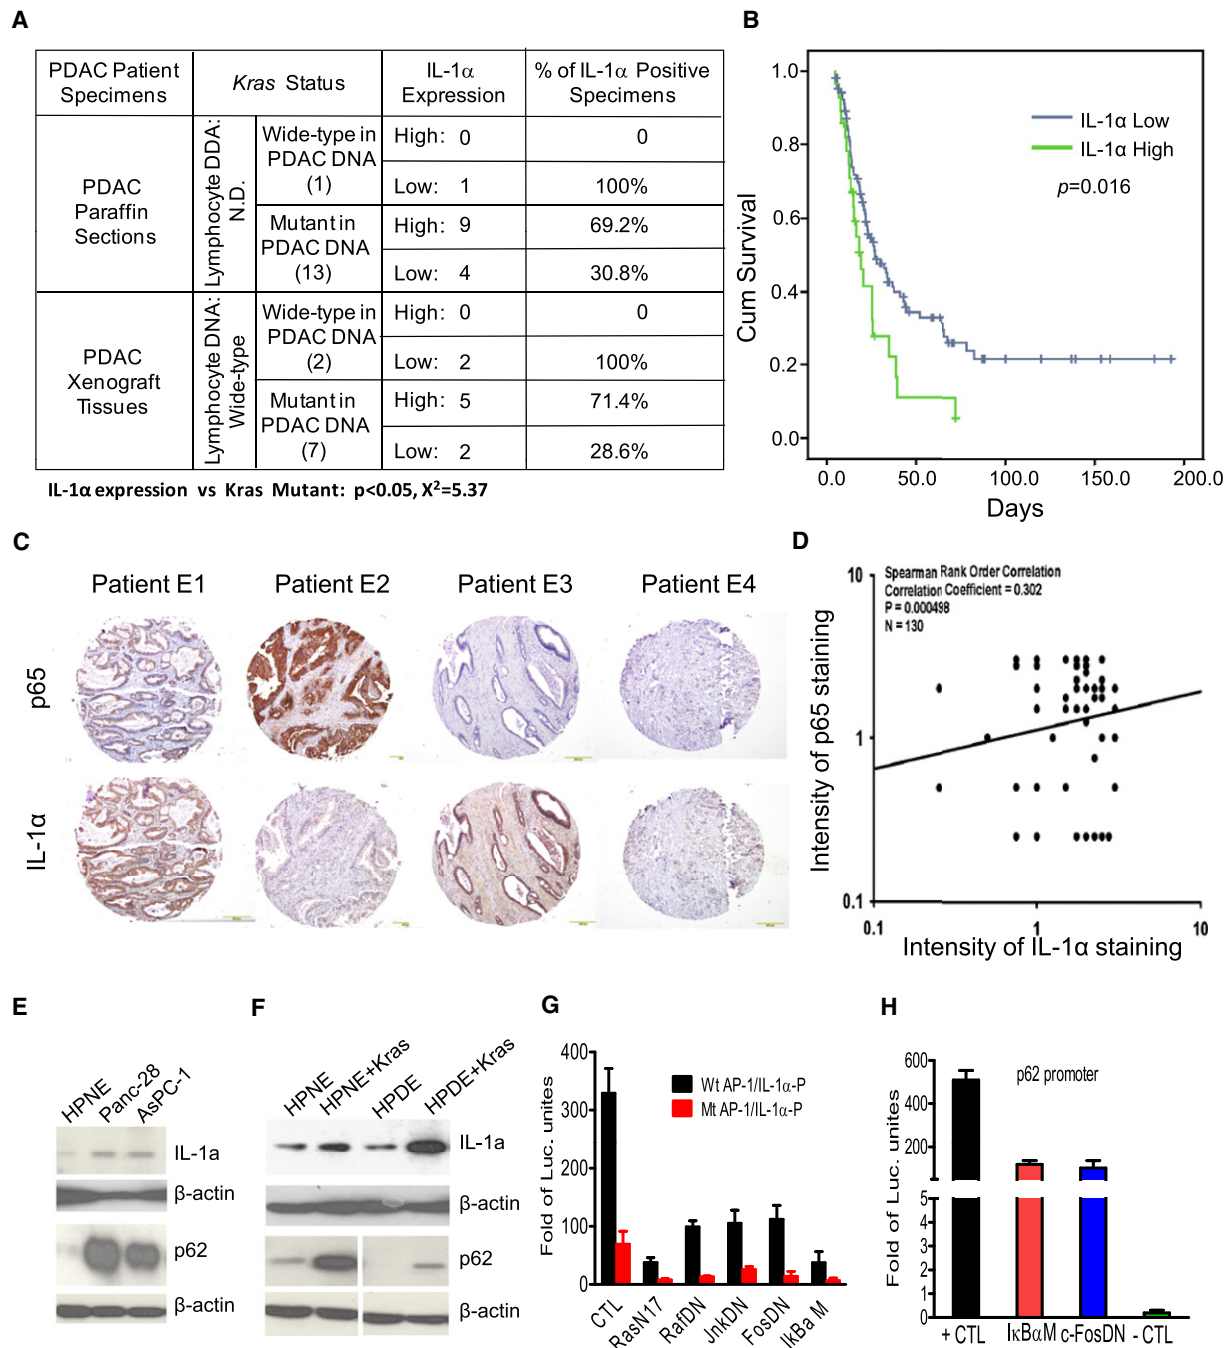 A
PDAC Patient Specimens
Kras Status
IL-1α Expression
% of IL-1α Positive Specimens
PDAC Paraffin Sections
Lymphocyte DDA: N.D.
Wide-type in PDAC DNA (1)
High: 0
0
Low: 1
100%
Mutant in PDAC DNA (13)
High: 9
69.2%
Low: 4
30.8%
PDAC Xenograft Tissues
Lymphocyte DNA: Wide-type
Wide-type in PDAC DNA (2)
High: 0
0
Low: 2
100%
Mutant in PDAC DNA (7)
High: 5
71.4%
Low: 2
28.6%
IL-1α expression vs Kras Mutant: p<0.05, X²=5.37
B
Cum Survival
1.0
0.8
0.6
0.4
0.2
0.0
IL-1α Low
IL-1α High
p=0.016
0.0 50.0 100.0 150.0 200.0
Days
C
Patient E1 Patient E2 Patient E3 Patient E4
p65
IL-1α
D
Intensity of p65 staining
10
1
0.1
Spearman Rank Order Correlation
Correlation Coefficient = 0.302
P = 0.000498
N = 130
0.1 1 10
Intensity of IL-1α staining
E
HPNE Panc-28 AsPC-1
IL-1a
β-actin
p62
β-actin
F
HPNE HPNE+Kras HPDE HPDE+Kras
IL-1a
β-actin
p62
β-actin
G
Fold of Luc. unites
400
300
200
100
0
Wt AP-1/IL-1α-P
Mt AP-1/IL-1α-P
CTL RasN17 RafDN JnkDN FosDN IkBa M
H
Fold of Luc. unites
600
400
200
5
4
3
2
1
0
p62 promoter
+ CTL IκBαM c-FosDN - CTL